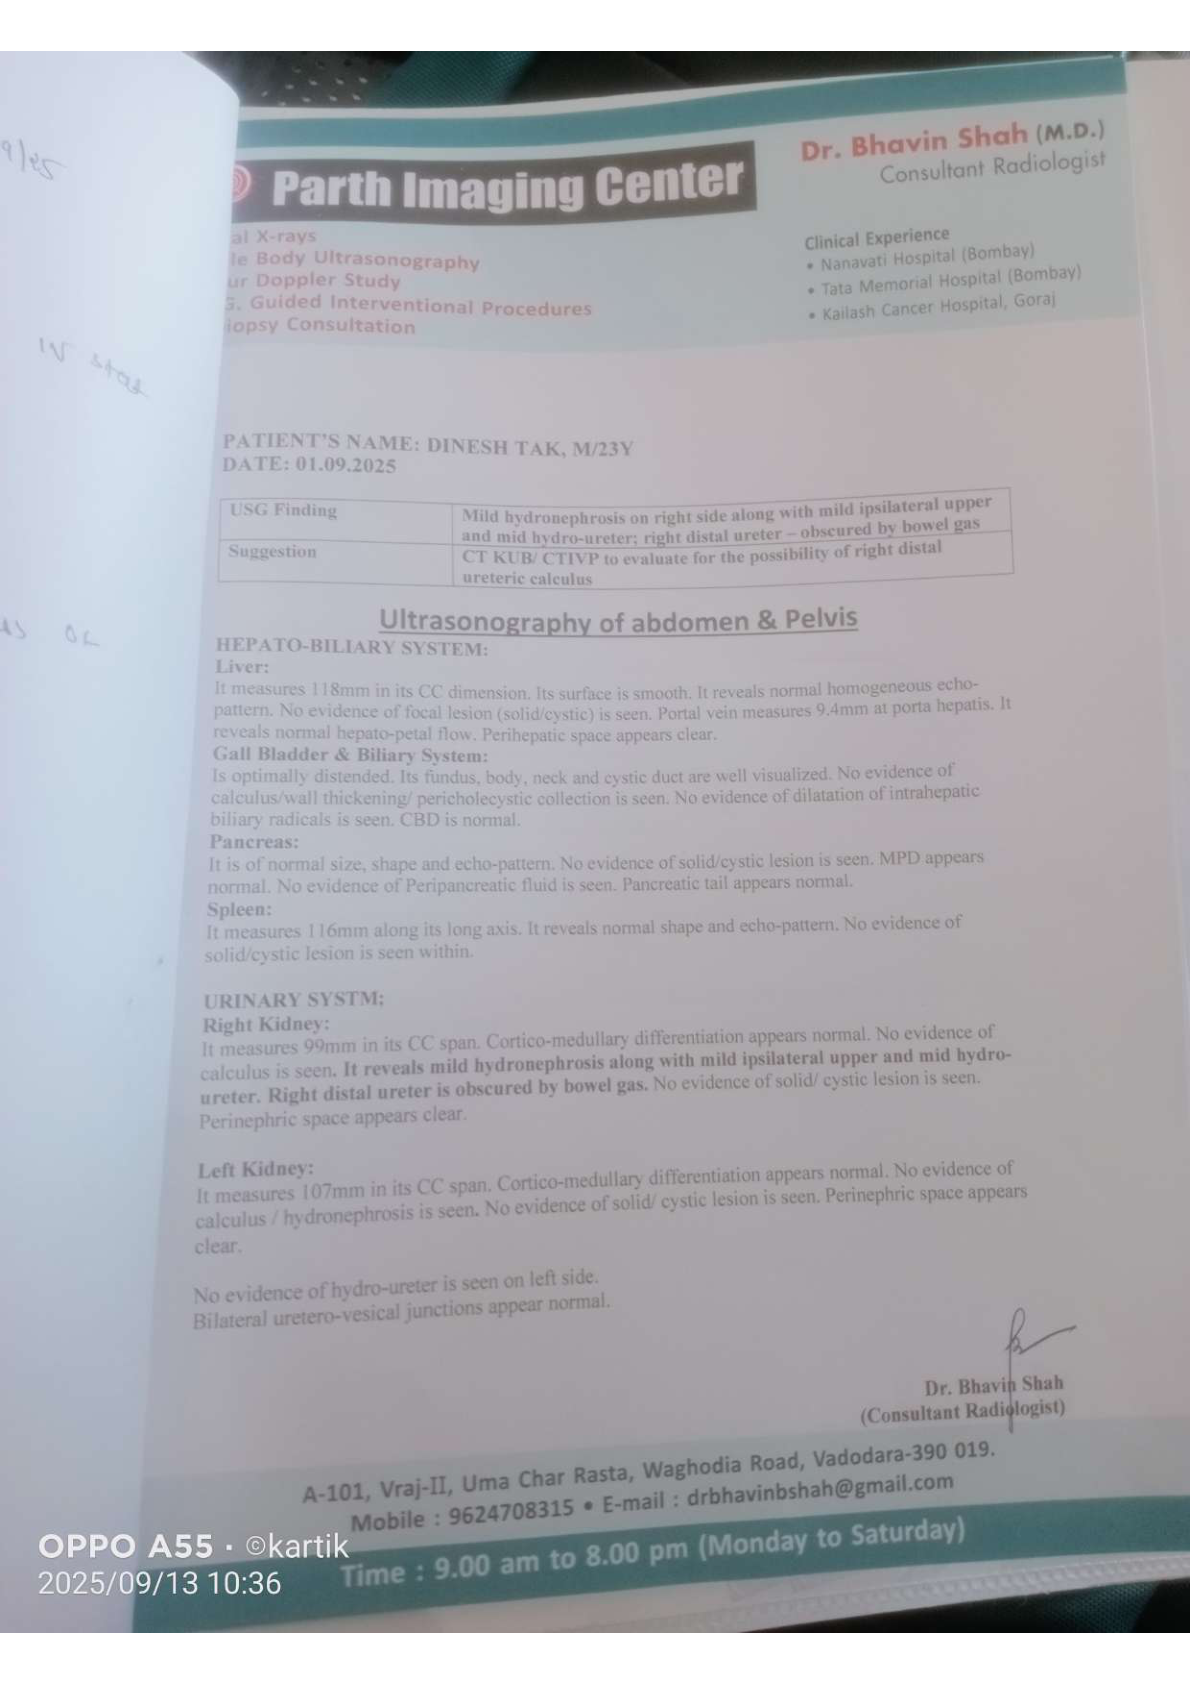 9/25
IN stat
OL
Parth Imaging Center
al X-rays
le Body Ultrasonography
ur Doppler Study
G. Guided Interventional Procedures
iopsy Consultation
Dr. Bhavin Shah (M.D.)
Consultant Radiologist
Clinical Experience
• Nanavati Hospital (Bombay)
• Tata Memorial Hospital (Bombay)
• Kailash Cancer Hospital, Goraj
PATIENT'S NAME: DINESH TAK, M/23Y
DATE: 01.09.2025
USG Finding
Mild hydronephrosis on right side along with mild ipsilateral upper
and mid hydro-ureter; right distal ureter – obscured by bowel gas
Suggestion
CT KUB/ CTIVP to evaluate for the possibility of right distal
ureteric calculus
Ultrasonography of abdomen & Pelvis
HEPATO-BILIARY SYSTEM:
Liver:
It measures 118mm in its CC dimension. Its surface is smooth. It reveals normal homogeneous echo-
pattern. No evidence of focal lesion (solid/cystic) is seen. Portal vein measures 9.4mm at porta hepatis. It
reveals normal hepato-petal flow. Perihepatic space appears clear.
Gall Bladder & Biliary System:
Is optimally distended. Its fundus, body, neck and cystic duct are well visualized. No evidence of
calculus/wall thickening/ pericholecystic collection is seen. No evidence of dilatation of intrahepatic
biliary radicals is seen. CBD is normal.
Pancreas:
It is of normal size, shape and echo-pattern. No evidence of solid/cystic lesion is seen. MPD appears
normal. No evidence of Peripancreatic fluid is seen. Pancreatic tail appears normal.
Spleen:
It measures 116mm along its long axis. It reveals normal shape and echo-pattern. No evidence of
solid/cystic lesion is seen within.
URINARY SYSTM:
Right Kidney:
It measures 99mm in its CC span. Cortico-medullary differentiation appears normal. No evidence of
calculus is seen. It reveals mild hydronephrosis along with mild ipsilateral upper and mid hydro-
ureter. Right distal ureter is obscured by bowel gas. No evidence of solid/ cystic lesion is seen.
Perinephric space appears clear.
Left Kidney:
It measures 107mm in its CC span. Cortico-medullary differentiation appears normal. No evidence of
calculus / hydronephrosis is seen. No evidence of solid/ cystic lesion is seen. Perinephric space appears
clear.
No evidence of hydro-ureter is seen on left side.
Bilateral uretero-vesical junctions appear normal.
Dr. Bhavin Shah
(Consultant Radiologist)
A-101, Vraj-II, Uma Char Rasta, Waghodia Road, Vadodara-390 019.
Mobile : 9624708315 • E-mail : drbhavinbshah@gmail.com
Time : 9.00 am to 8.00 pm (Monday to Saturday)
OPPO A55 · ©kartik
2025/09/13 10:36